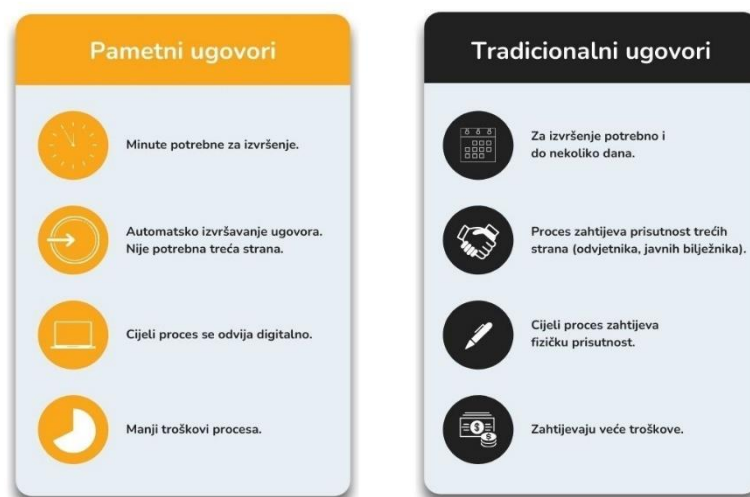 Pametni ugovori
Minute potrebne za izvršenje.
Automatsko izvršavanje ugovora.
Nije potrebna treća strana.
Cijeli proces se odvija digitalno.
Manji troškovi procesa.
Tradicionalni ugovori
Za izvršenje potrebno i
do nekoliko dana.
Proces zahtijeva prisutnost trećih
strana (odvjetnika, javnih bilježnika).
Cijeli proces zahtijeva
fizičku prisutnost.
Zahtijevaju veće troškove.